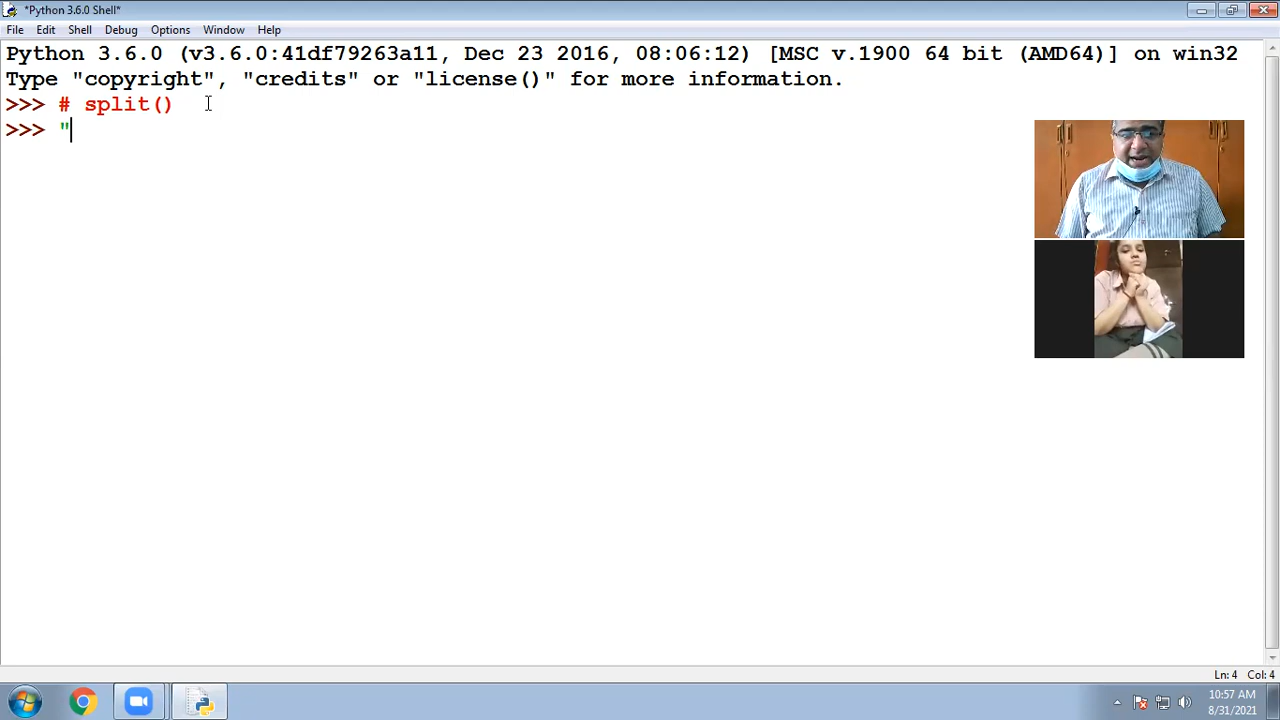 *Python 3.6.0 Shell*
File Edit Shell Debug Options Window Help
Python 3.6.0 (v3.6.0:41df79263a11, Dec 23 2016, 08:06:12) [MSC v.1900 64 bit (AMD64)] on win32
Type "copyright", "credits" or "license()" for more information.
>>> # split()
>>> "
Ln: 4 Col: 4
10:57 AM
8/31/2021